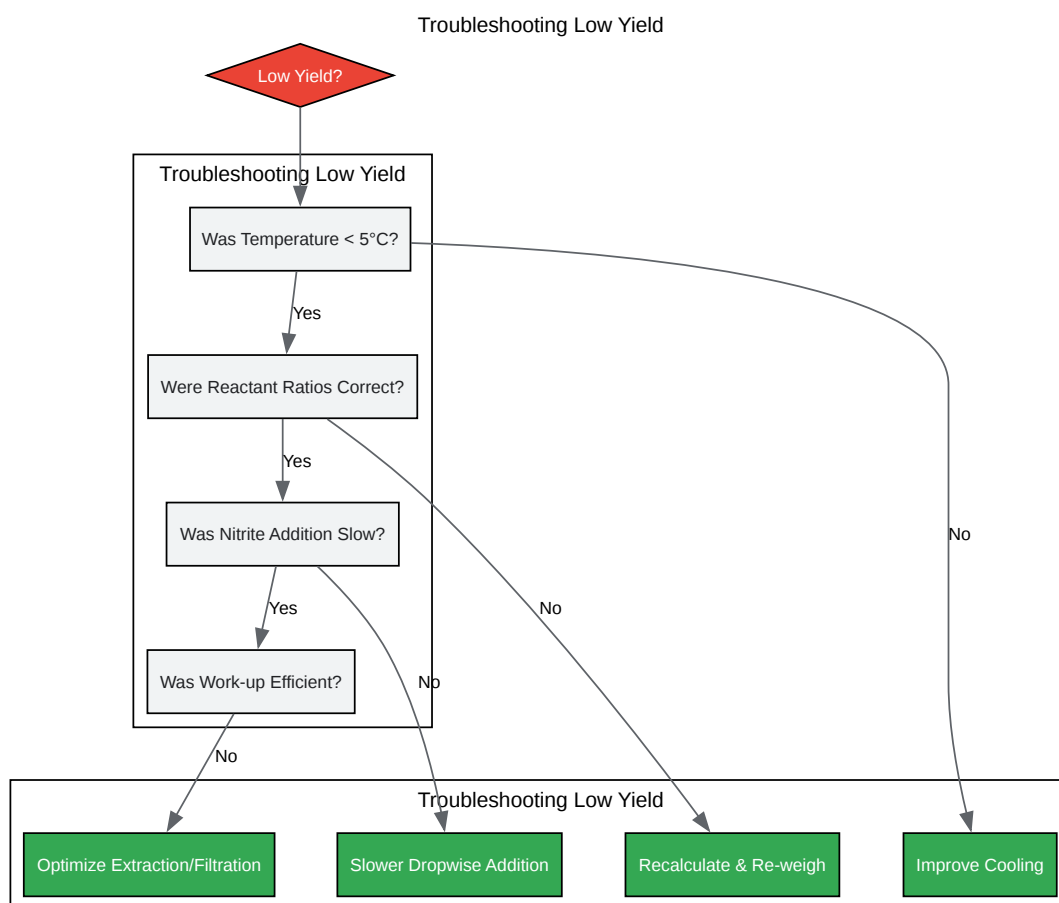 Troubleshooting Low Yield
Low Yield?
Troubleshooting Low Yield
Was Temperature < 5°C?
Yes
Were Reactant Ratios Correct?
Yes
Was Nitrite Addition Slow?
No
Yes
No
Was Work-up Efficient?
No
No
Troubleshooting Low Yield
Optimize Extraction/Filtration
Slower Dropwise Addition
Recalculate & Re-weigh
Improve Cooling